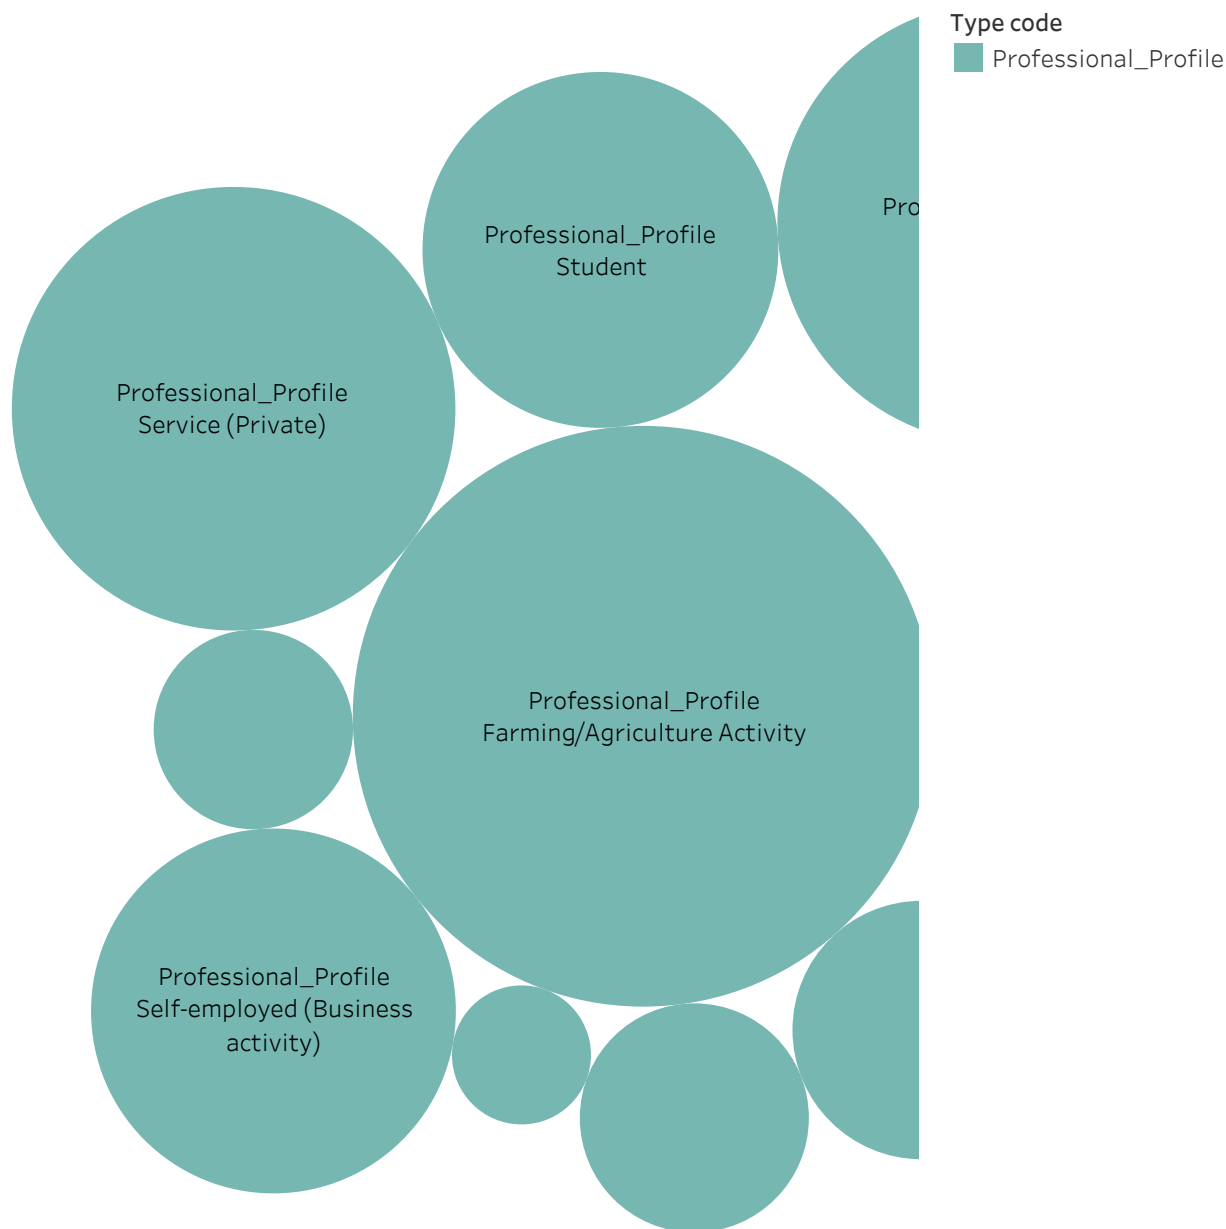 Type code
Professional_Profile
Pro
Professional_Profile
Student
Professional_Profile
Service (Private)
Professional_Profile
Farming/Agriculture Activity
Professional_Profile
Self-employed (Business
activity)